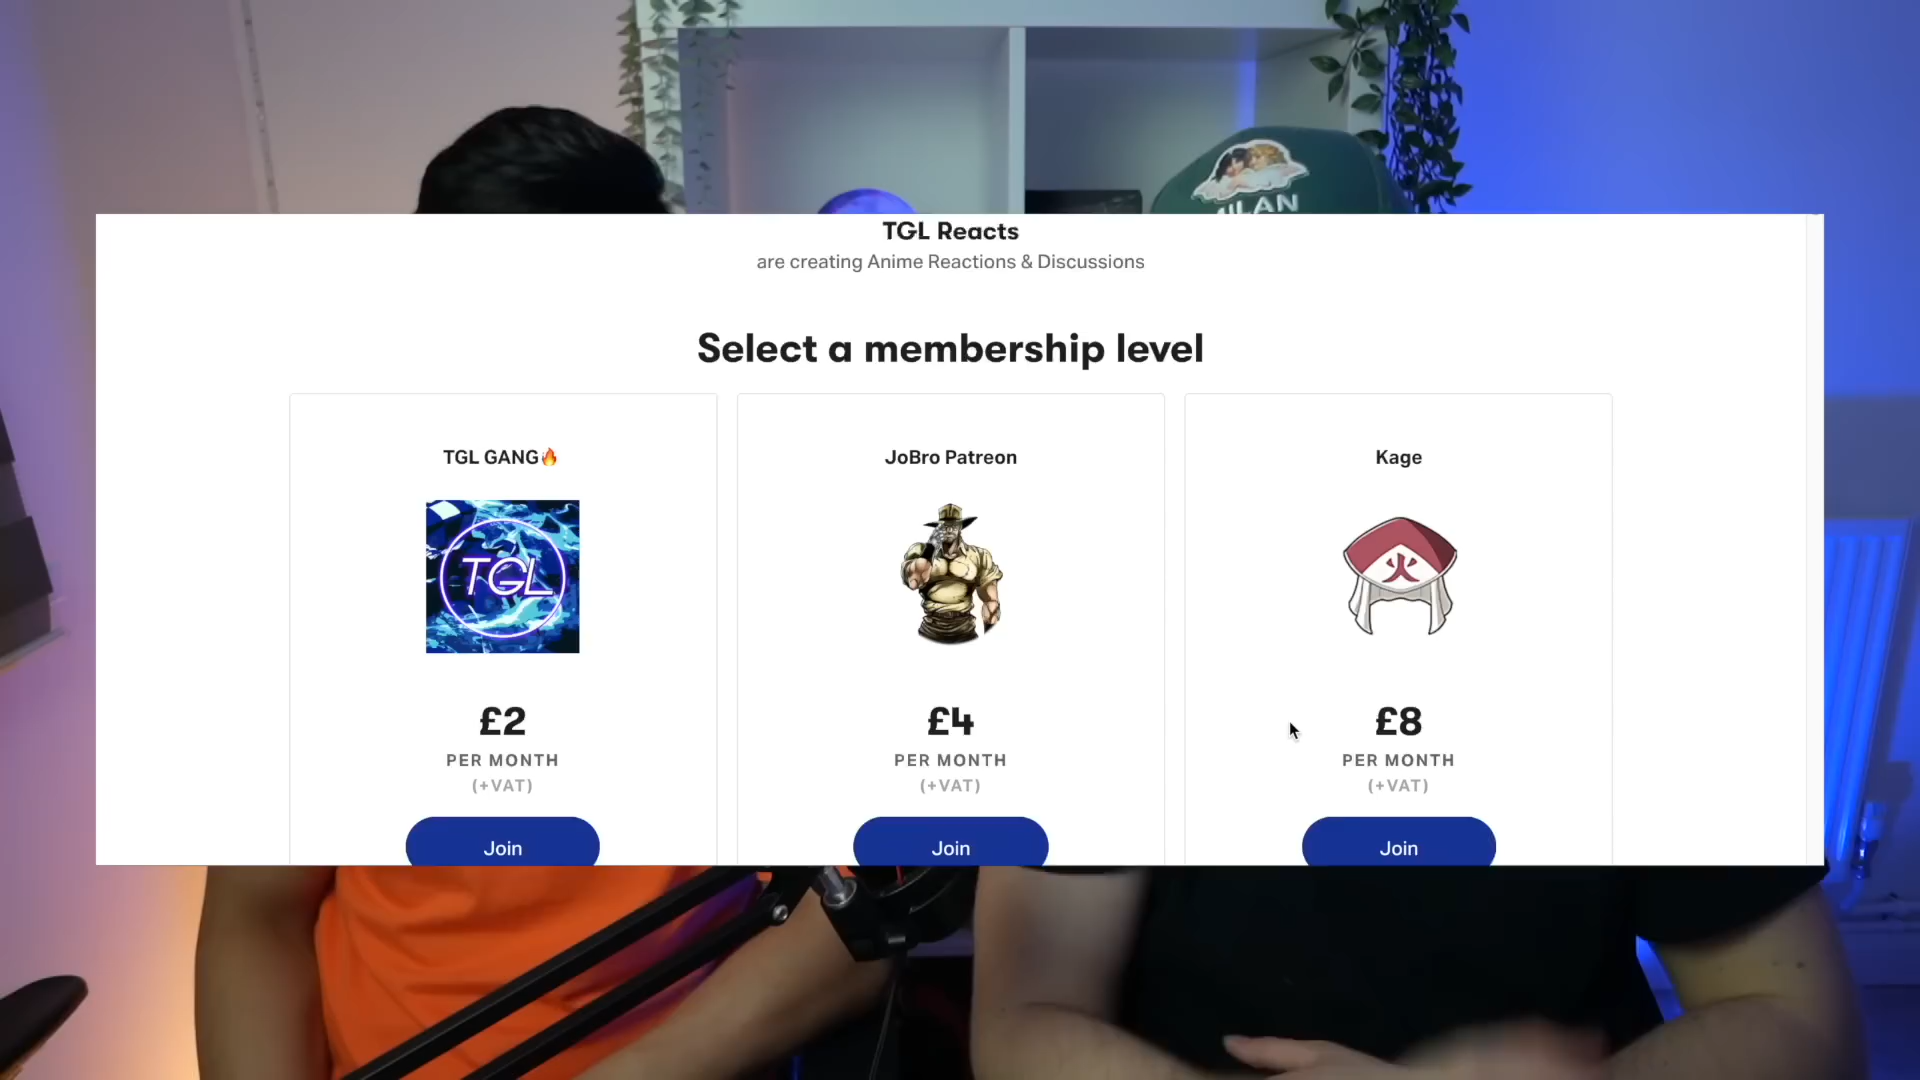 MILAN
TGL Reacts
are creating Anime Reactions & Discussions
Select a membership level
TGL GANG🔥
JoBro Patreon
Kage
TGL
火
£2
£4
£8
PER MONTH
PER MONTH
PER MONTH
(+VAT)
(+VAT)
(+VAT)
Join
Join
Join